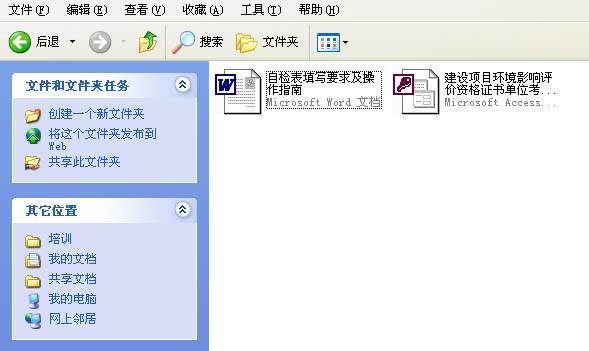 文件(F) 编辑(E) 查看(V) 收藏(A) 工具(T) 帮助(H)
后退 搜索 文件夹
文件和文件夹任务
创建一个新文件夹
将这个文件夹发布到
Web
共享此文件夹
其它位置
培训
我的文档
共享文档
我的电脑
网上邻居
自检表填写要求及操
作指南
Microsoft Word 文档
建设项目环境影响评
价资格证书单位考...
Microsoft Access...